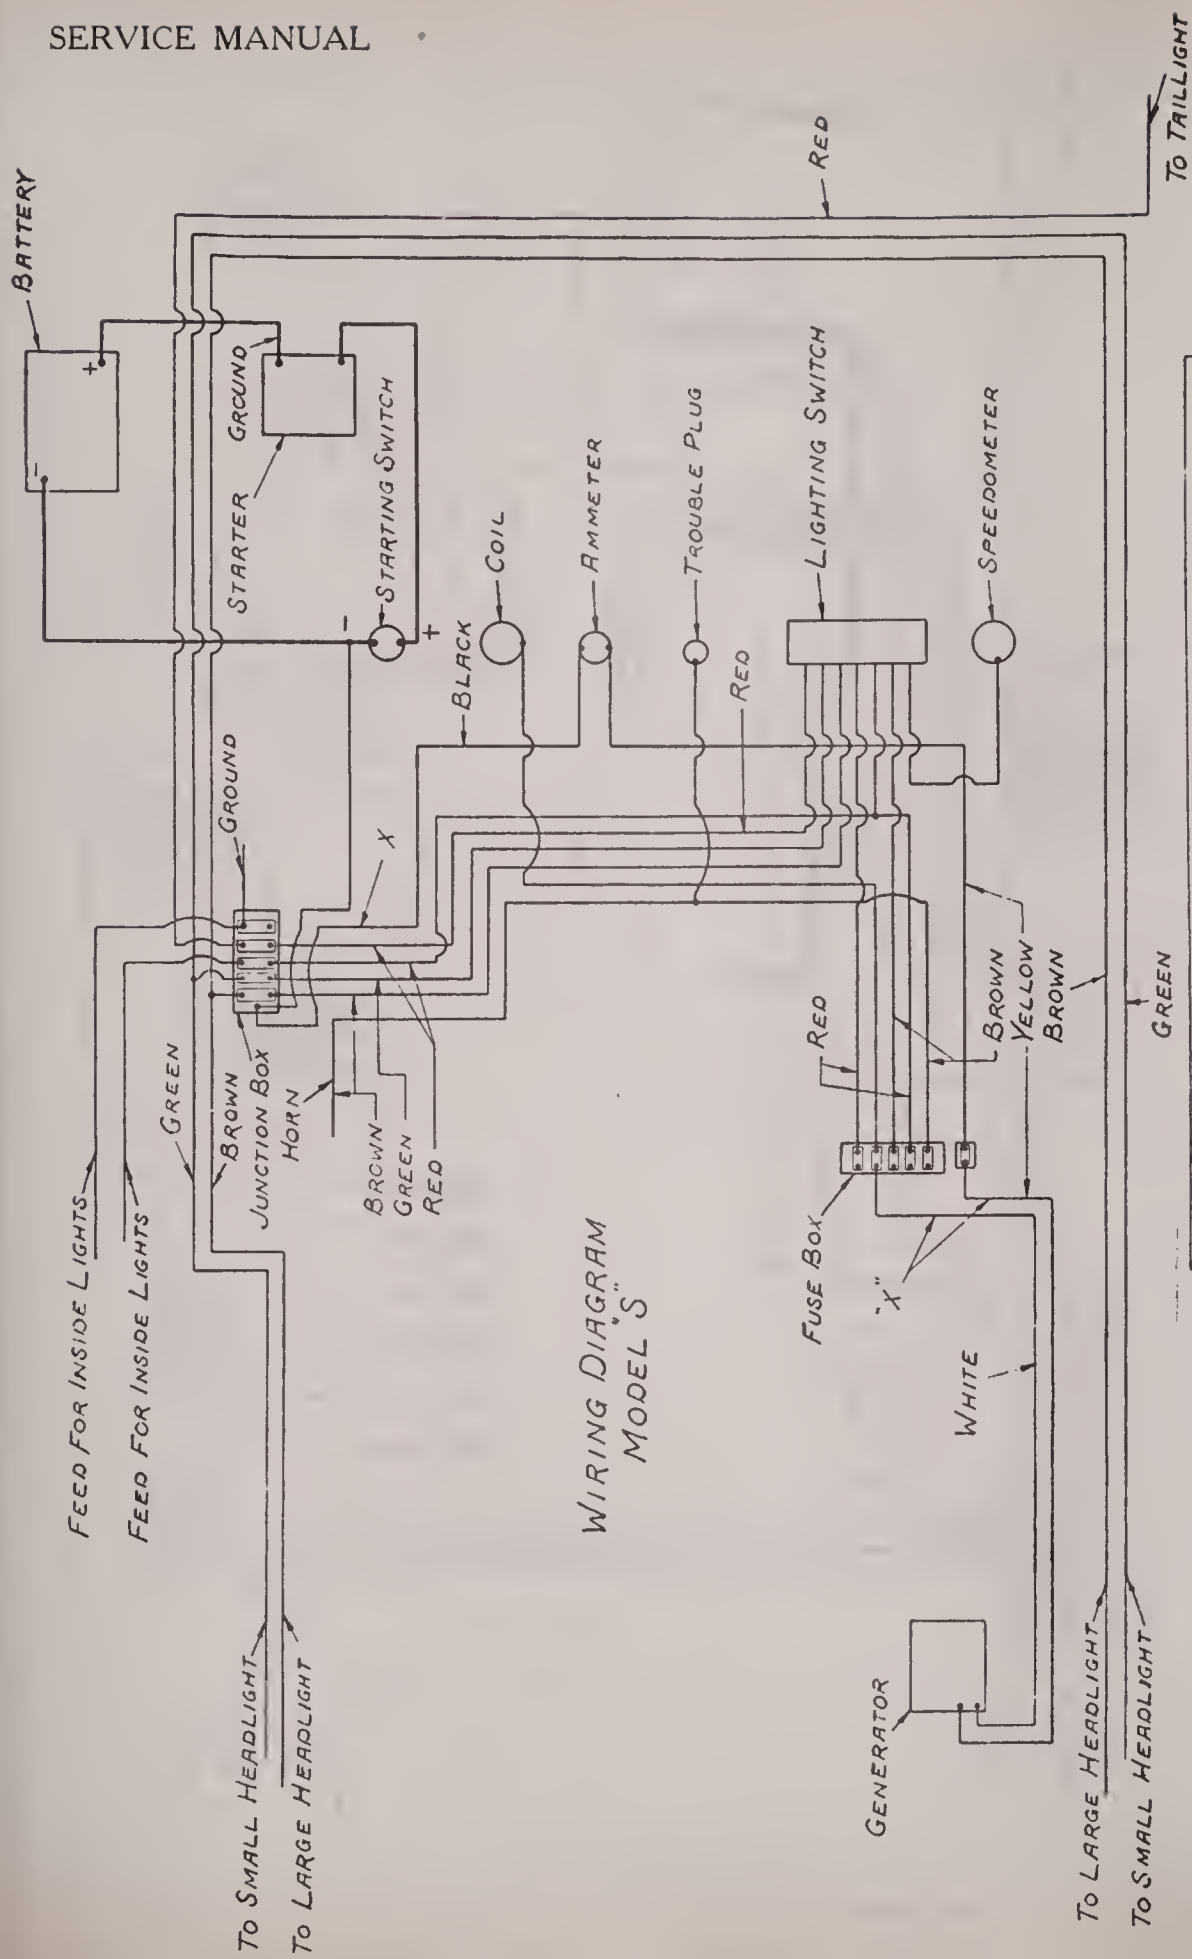 SERVICE MANUAL
BATTERY
+
-
GROUND
STARTER
STARTING SWITCH
-
+
COIL
AMMETER
TROUBLE PLUG
LIGHTING SWITCH
SPEEDOMETER
RED
TO TAILLIGHT
BLACK
RED
GROUND
X
GREEN
BROWN
JUNCTION BOX
HORN
BROWN
GREEN
RED
FEED FOR INSIDE LIGHTS
FEED FOR INSIDE LIGHTS
RED
BROWN
YELLOW
BROWN
GREEN
FUSE BOX
"X"
WHITE
WIRING DIAGRAM
MODEL "S"
TO SMALL HEADLIGHT
TO LARGE HEADLIGHT
GENERATOR
TO LARGE HEADLIGHT
TO SMALL HEADLIGHT